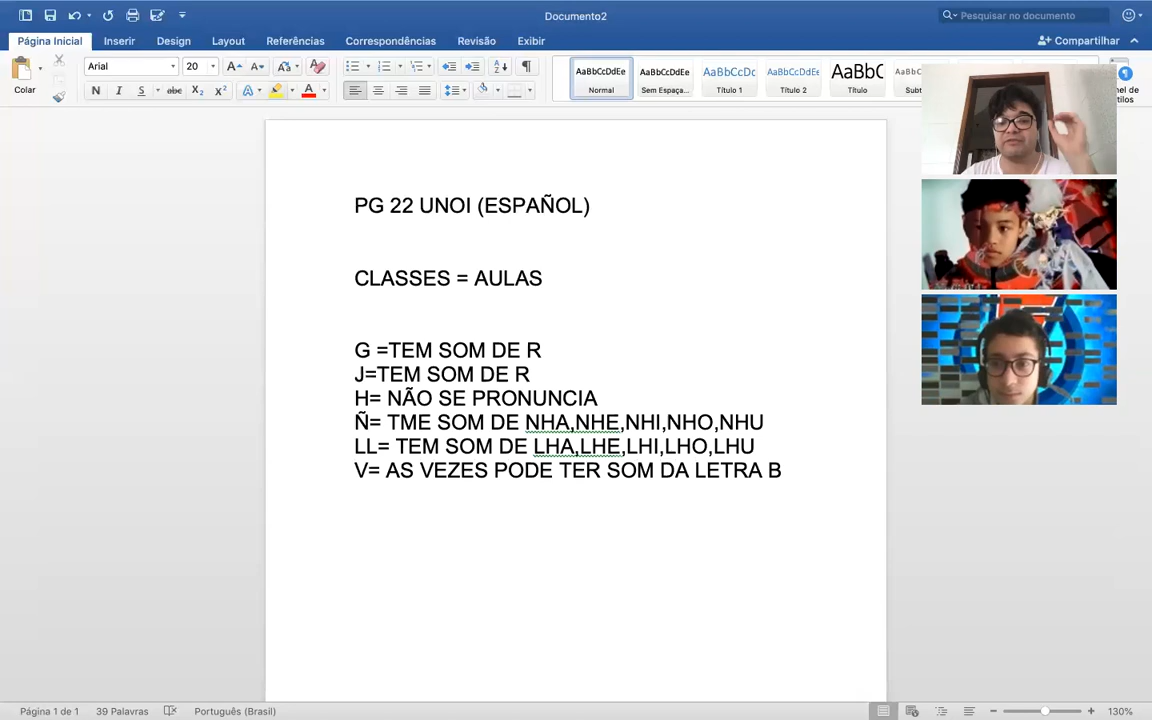 Documento2
Pesquisar no documento
Página Inicial
Inserir
Design
Layout
Referências
Correspondências
Revisão
Exibir
Compartilhar
Colar
Arial
20
AaBbCcDdEe
Normal
AaBbCcDdEe
Sem Espaça...
AaBbCcDc
Título 1
AaBbCcDdEe
Título 2
AaBbC
Título
AaBbCc
Subt
PG 22 UNOI (ESPAÑOL)
CLASSES = AULAS
G =TEM SOM DE R
J=TEM SOM DE R
H= NÃO SE PRONUNCIA
Ñ= TME SOM DE NHA,NHE,NHI,NHO,NHU
LL= TEM SOM DE LHA,LHE,LHI,LHO,LHU
V= AS VEZES PODE TER SOM DA LETRA B
Página 1 de 1
39 Palavras
Português (Brasil)
130%